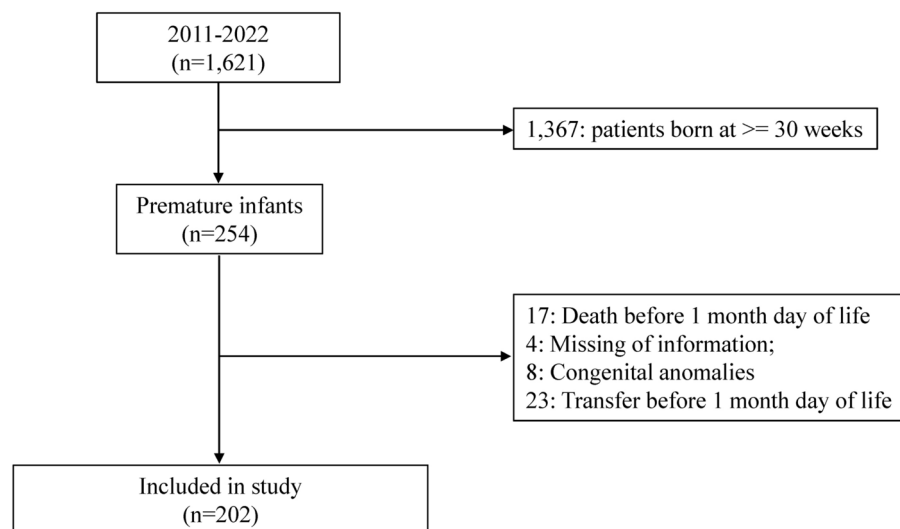 2011-2022
(n=1,621)
1,367: patients born at >= 30 weeks
Premature infants
(n=254)
17: Death before 1 month day of life
4: Missing of information;
8: Congenital anomalies
23: Transfer before 1 month day of life
Included in study
(n=202)